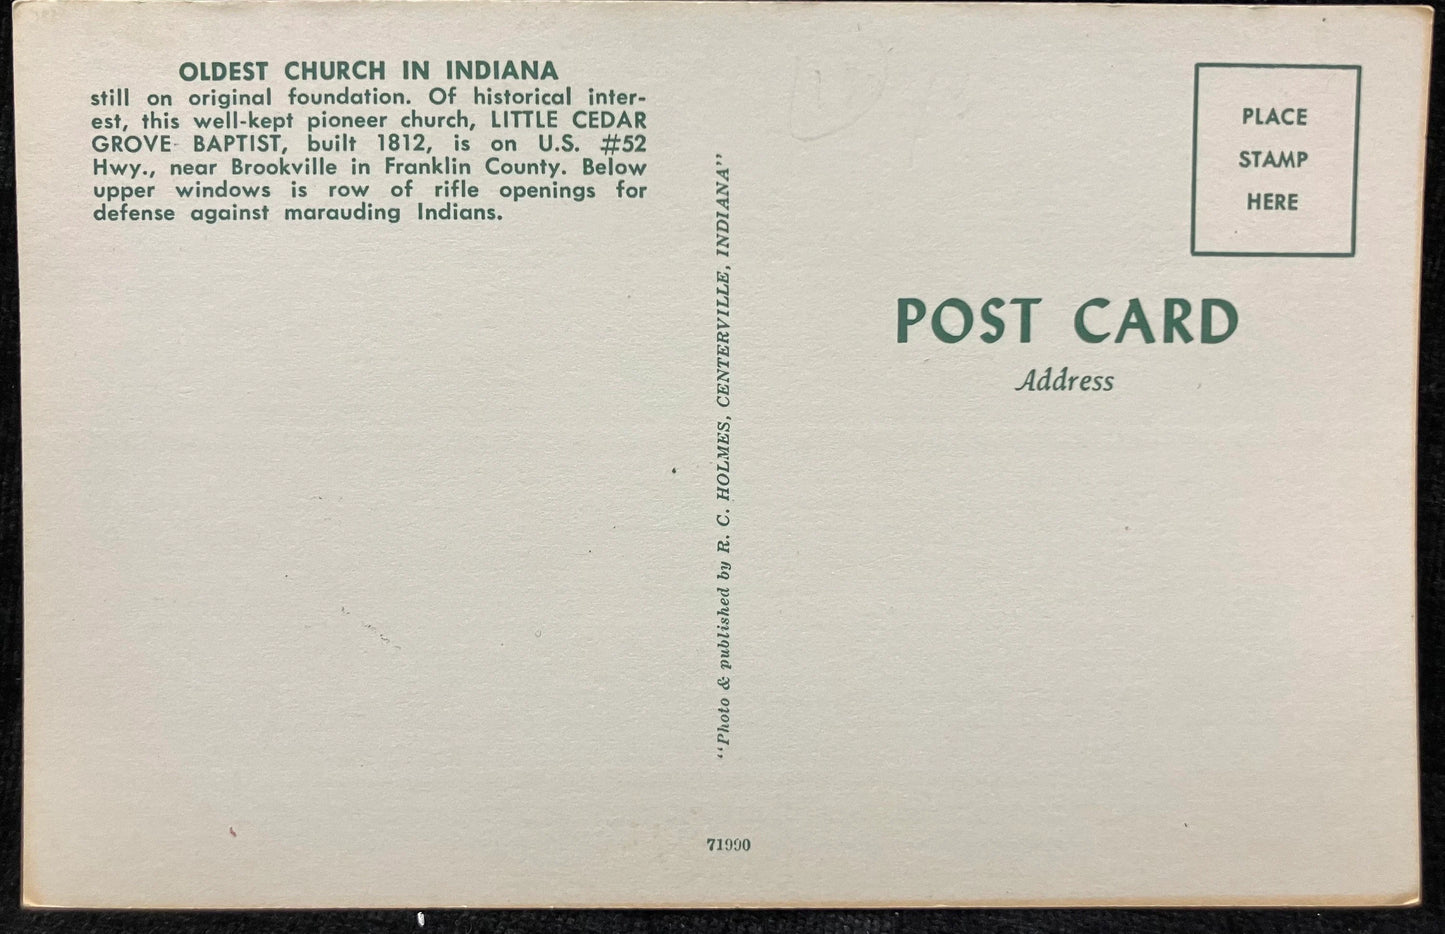 OLDEST CHURCH IN INDIANA
still on original foundation. Of historical inter-
est, this well-kept pioneer church, LITTLE CEDAR
GROVE BAPTIST, built 1812, is on U.S. #52
Hwy., near Brookville in Franklin County. Below
upper windows is row of rifle openings for
defense against marauding Indians.
"Photo & published by R. C. HOLMES, CENTERVILLE, INDIANA"
71990
PLACE
STAMP
HERE
POST CARD
Address